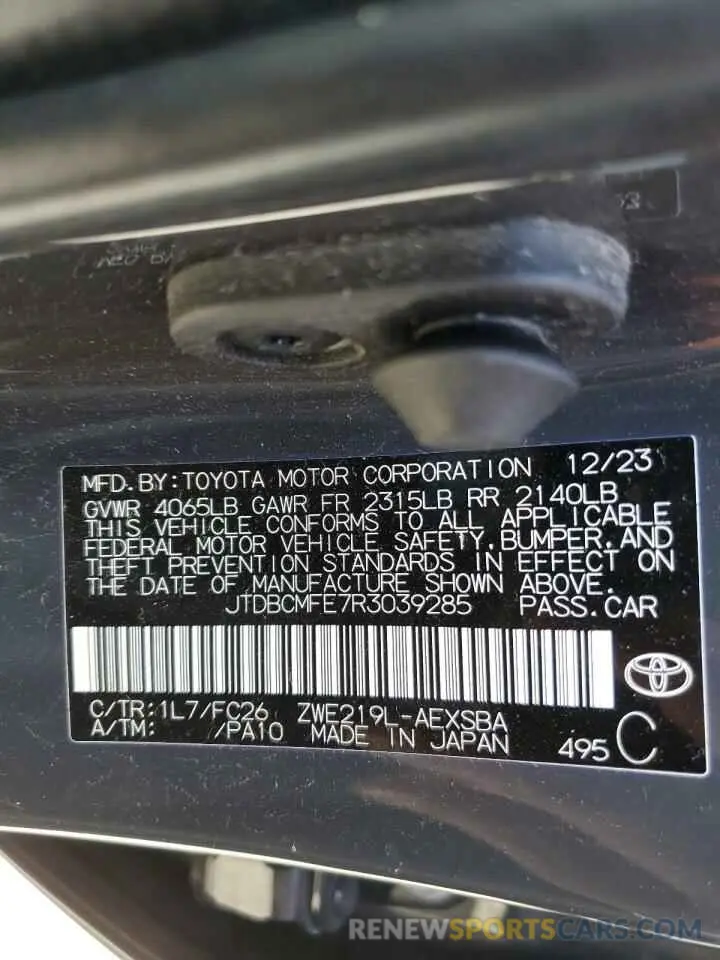 MFD. BY: TOYOTA MOTOR CORPORATION 12/23
GVWR 4065LB GAWR FR 2315LB RR 2140LB
THIS VEHICLE CONFORMS TO ALL APPLICABLE
FEDERAL MOTOR VEHICLE SAFETY, BUMPER, AND
THEFT PREVENTION STANDARDS IN EFFECT ON
THE DATE OF MANUFACTURE SHOWN ABOVE.
JTDBCMFE7R3039285 PASS. CAR
C/TR: 1L7/FC26 ZWE219L-AEXSBA
A/TM: /PA10 MADE IN JAPAN 495 C
RENEWSPORTSCARS.COM